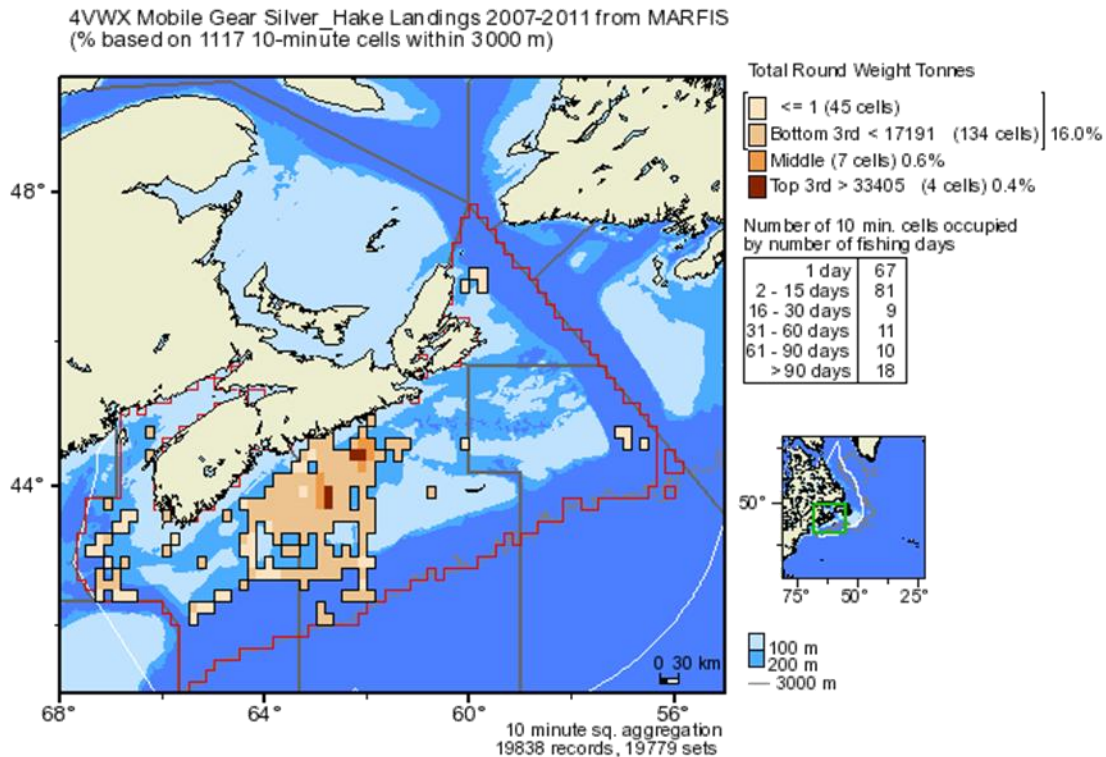 4VWX Mobile Gear Silver_Hake Landings 2007-2011 from MARFIS
(% based on 1117 10-minute cells within 3000 m)
Total Round Weight Tonnes
<= 1 (45 cells)
Bottom 3rd < 17191 (134 cells) 16.0%
Middle (7 cells) 0.6%
Top 3rd > 33405 (4 cells) 0.4%
Number of 10 min. cells occupied
by number of fishing days
1 day 67
2 - 15 days 81
16 - 30 days 9
31 - 60 days 11
61 - 90 days 10
>90 days 18
48°
44°
0 30 km
68
64
60°
56°
10 minute sq. aggregation
19838 records, 19779 sets
50°
75° 50° 25°
100 m
200 m
3000 m